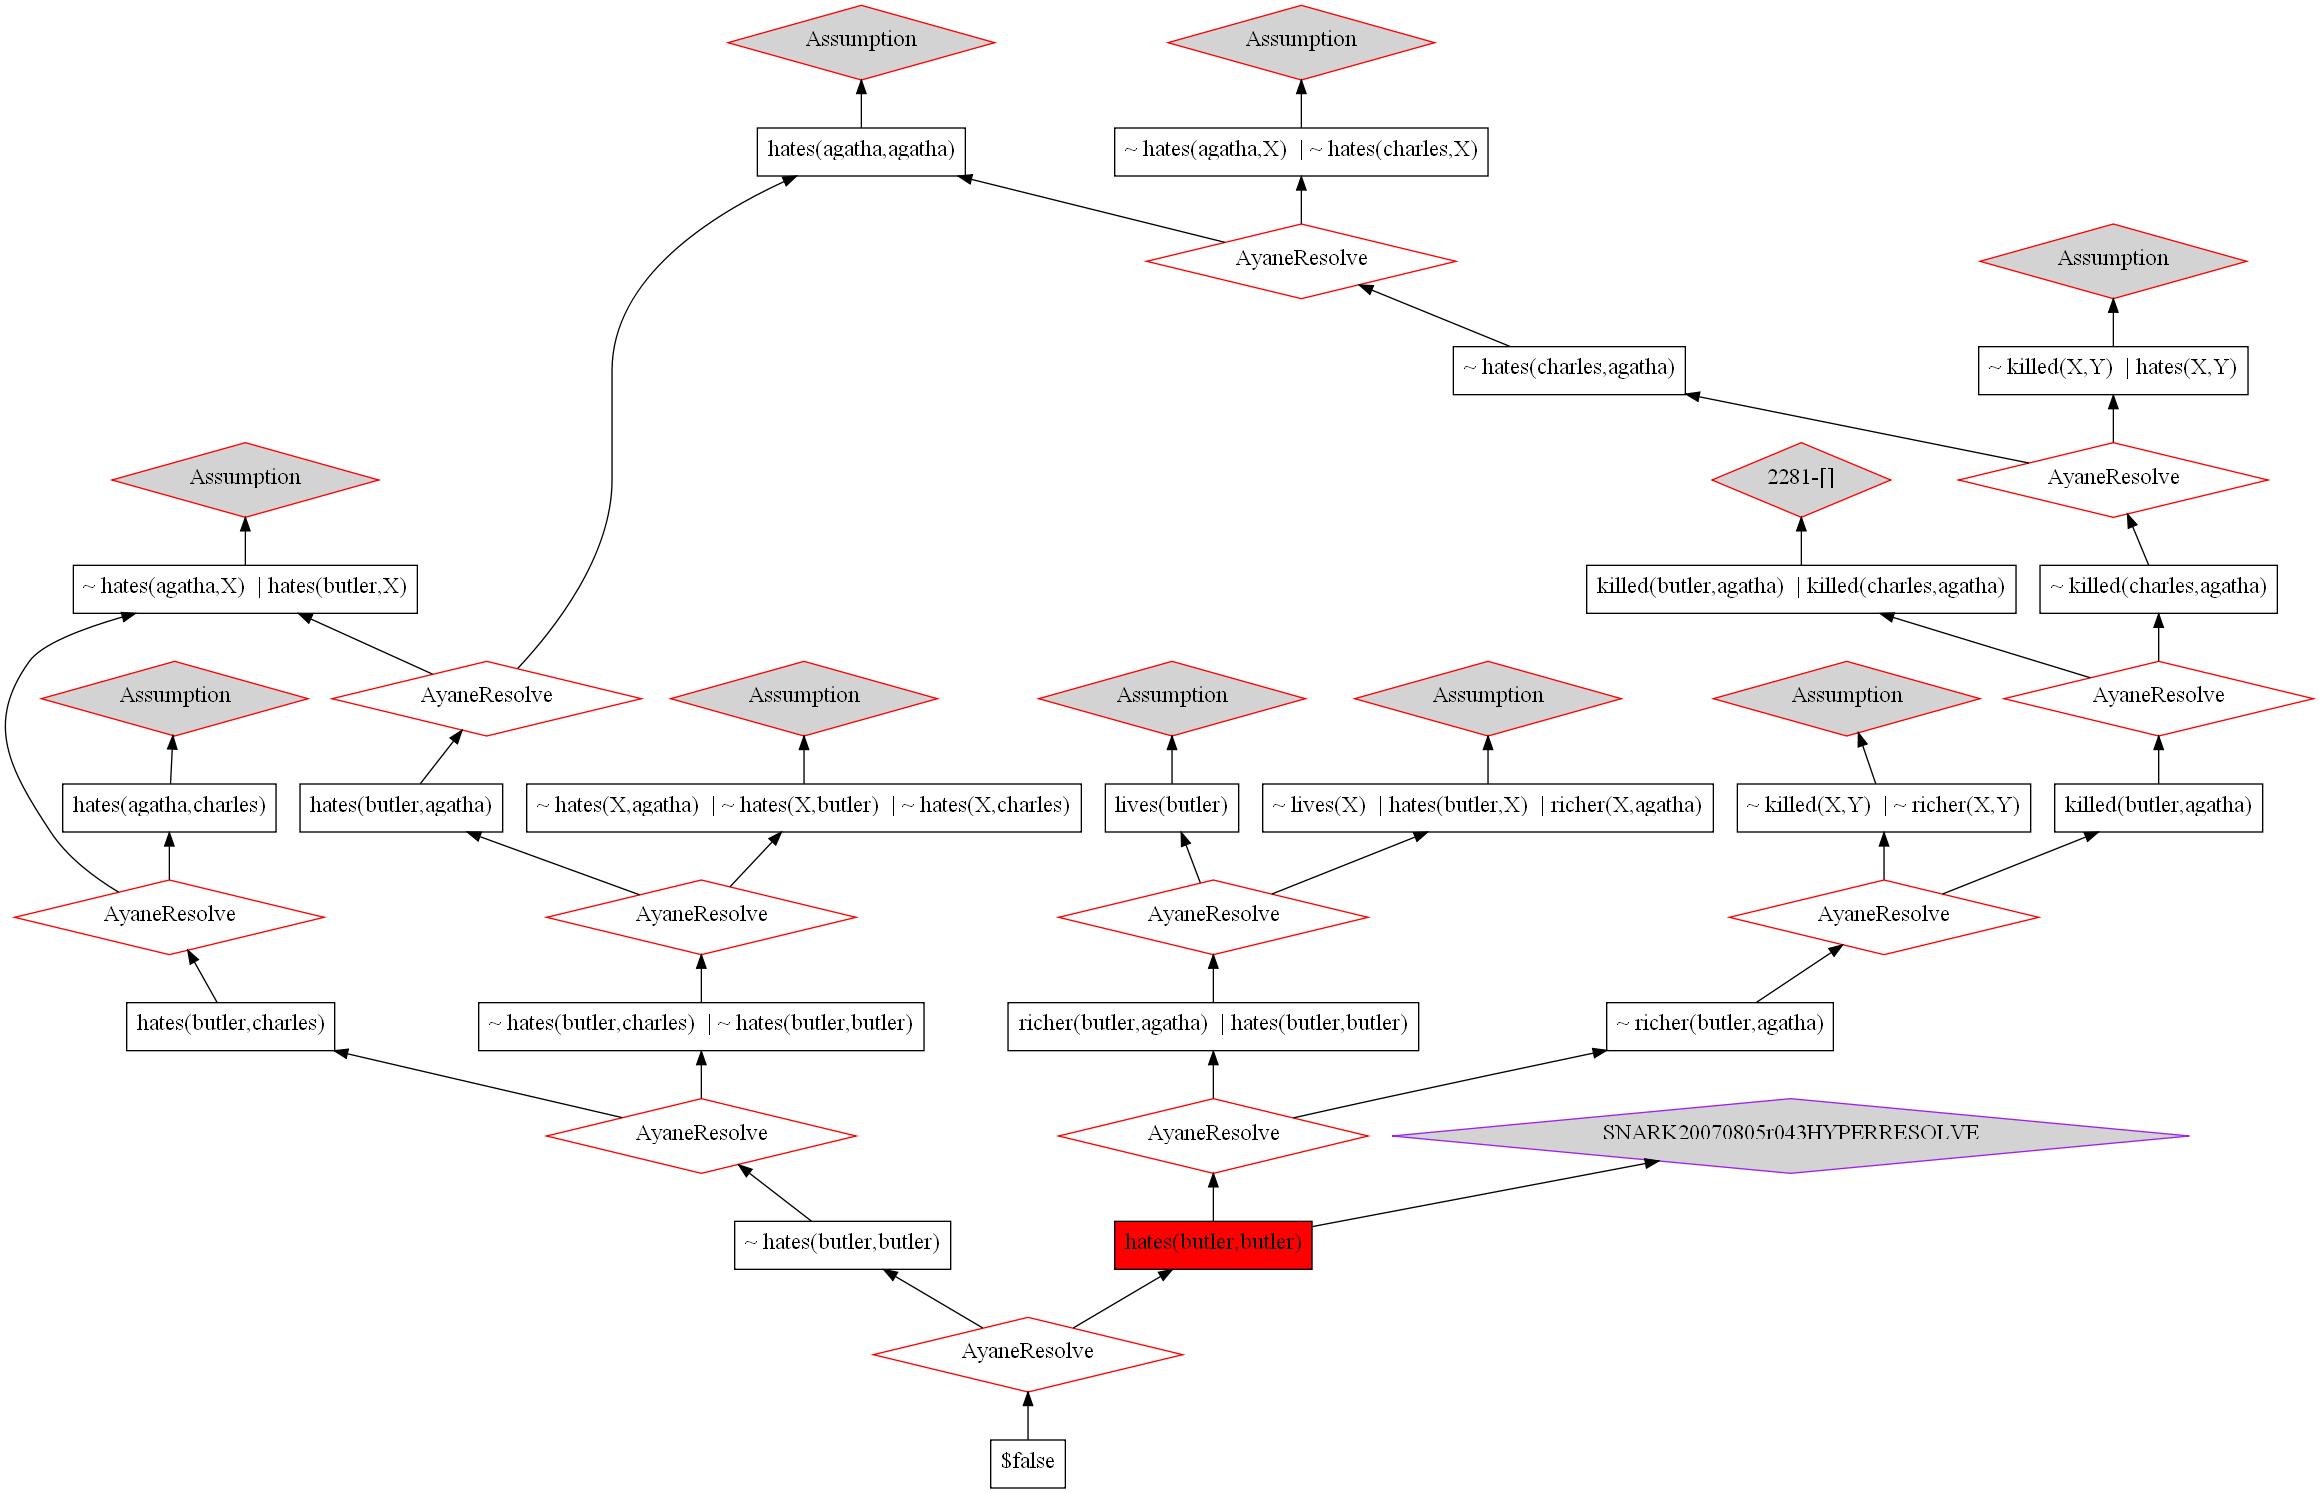 Assumption
Assumption
hates(agatha,agatha)
~ hates(agatha,X) | ~ hates(charles,X)
AyaneResolve
Assumption
~ hates(charles,agatha)
~ killed(X,Y) | hates(X,Y)
Assumption
2281-[]
AyaneResolve
~ hates(agatha,X) | hates(butler,X)
killed(butler,agatha) | killed(charles,agatha)
~ killed(charles,agatha)
Assumption
AyaneResolve
Assumption
Assumption
Assumption
Assumption
AyaneResolve
hates(agatha,charles)
hates(butler,agatha)
~ hates(X,agatha) | ~ hates(X,butler) | ~ hates(X,charles)
lives(butler)
~ lives(X) | hates(butler,X) | richer(X,agatha)
~ killed(X,Y) | ~ richer(X,Y)
killed(butler,agatha)
AyaneResolve
AyaneResolve
AyaneResolve
AyaneResolve
hates(butler,charles)
~ hates(butler,charles) | ~ hates(butler,butler)
richer(butler,agatha) | hates(butler,butler)
~ richer(butler,agatha)
AyaneResolve
AyaneResolve
SNARK20070805r043HYPERRESOLVE
~ hates(butler,butler)
hates(butler,butler)
AyaneResolve
$false